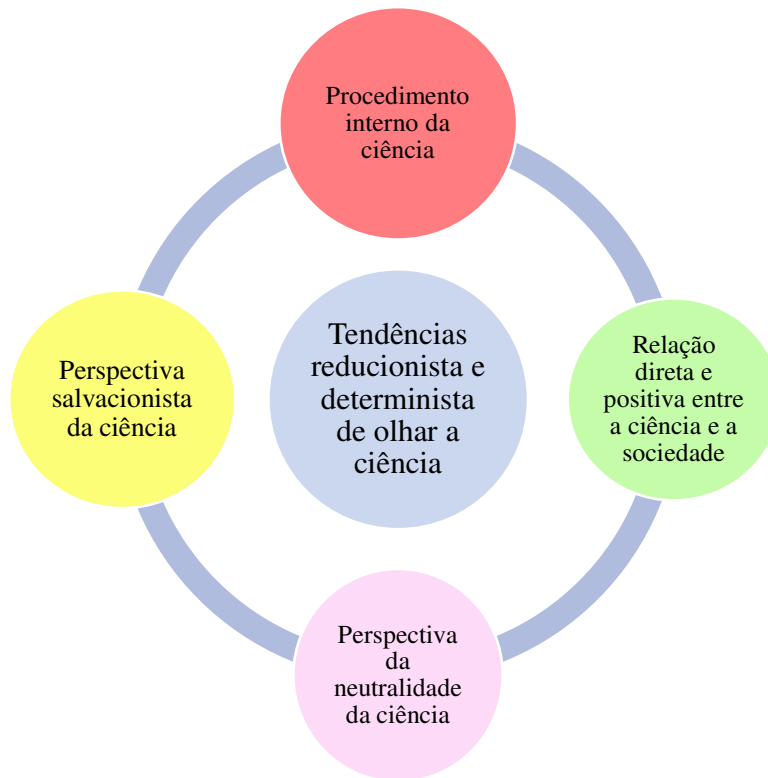 Procedimento
interno da
ciência
Perspectiva
salvacionista
da ciência
Tendências
reducionista e
determinista
de olhar a
ciência
Relação
direta e
positiva entre
a ciência e a
sociedade
Perspectiva
da
neutralidade
da ciência